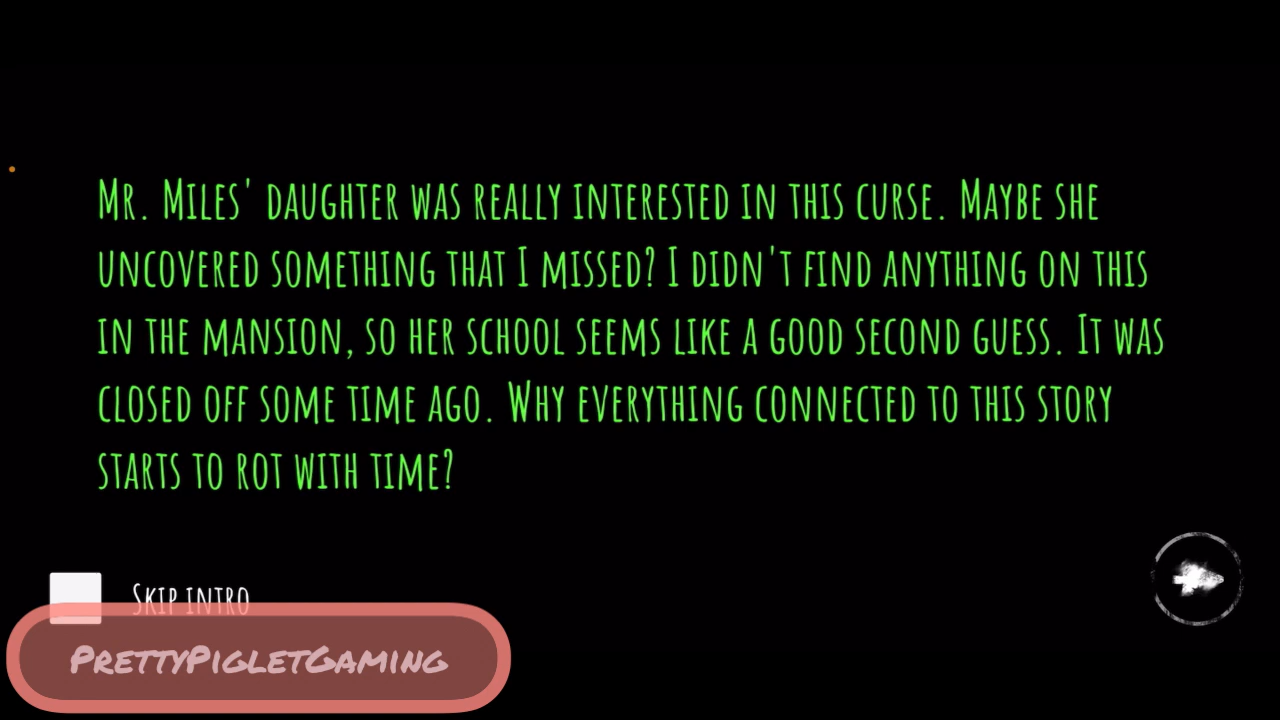 Mr. Miles' daughter was really interested in this curse. Maybe she
uncovered something that I missed? I didn't find anything on this
in the mansion, so her school seems like a good second guess. It was
closed off some time ago. Why everything connected to this story
starts to rot with time?
Skip intro
PrettyPigletGaming